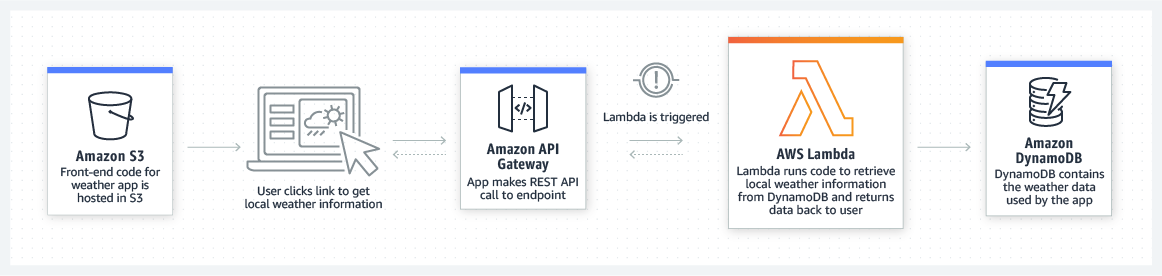 Amazon S3
Front-end code for
weather app is
hosted in S3
User clicks link to get
local weather information
</>
Amazon API
Gateway
App makes REST API
call to endpoint
Lambda is triggered
AWS Lambda
Lambda runs code to retrieve
local weather information
from DynamoDB and returns
data back to user
Amazon
DynamoDB
DynamoDB contains
the weather data
used by the app